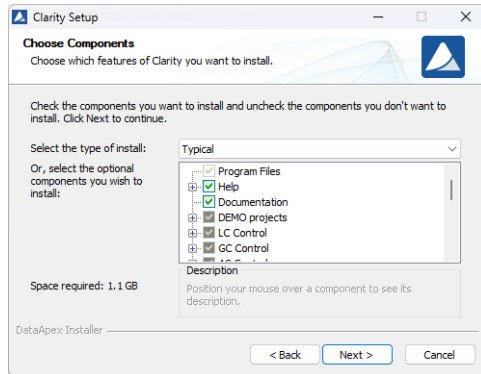 Clarity Setup
Choose Components
Choose which features of Clarity you want to install.
Check the components you want to install and uncheck the components you don't want to
install. Click Next to continue.
Select the type of install:
Typical
Or, select the optional
components you wish to
install:
Program Files
Help
Documentation
DEMO projects
LC Control
GC Control
Space required: 1.1 GB
Description
Position your mouse over a component to see its
description.
DataApex Installer
< Back
Next >
Cancel